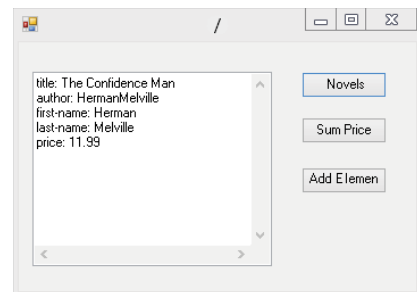 /
title: The Confidence Man
author: HermanMelville
first-name: Herman
last-name: Melville
price: 11.99
Novels
Sum Price
Add Elemen